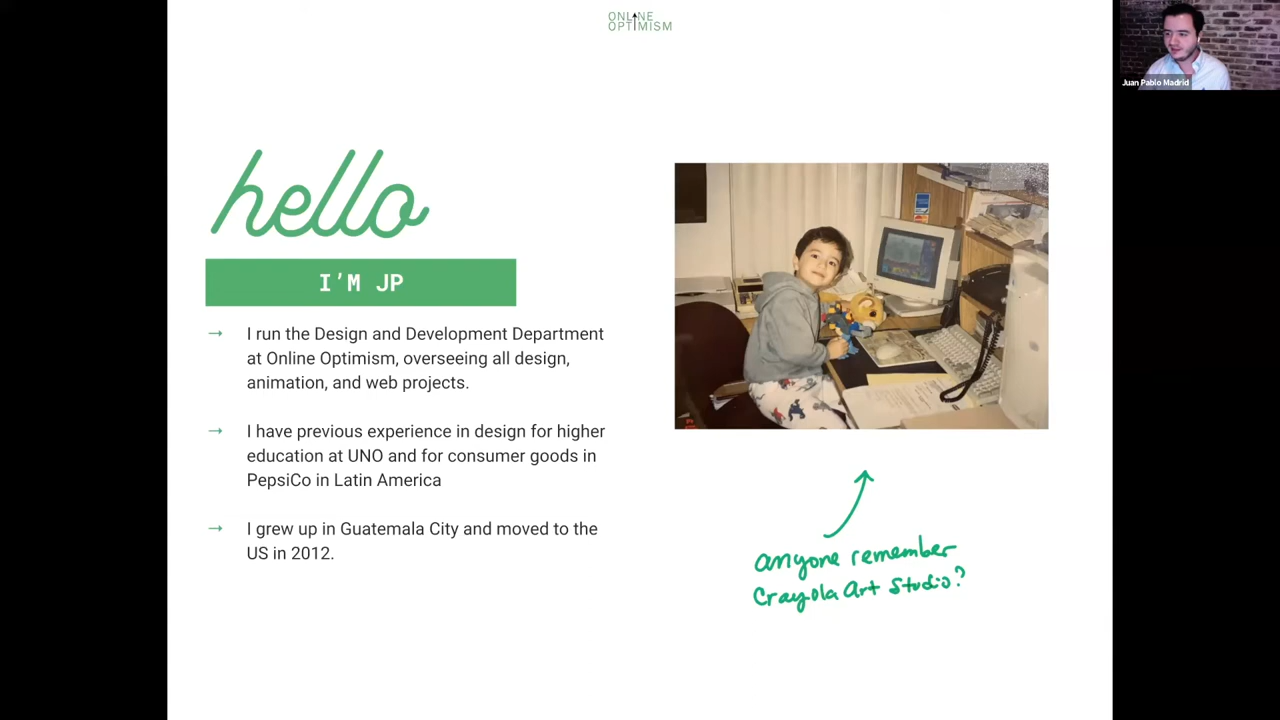 ONLINE
OPTIMISM
Juan Pablo Madrid
hello
I'M JP
→ I run the Design and Development Department
at Online Optimism, overseeing all design,
animation, and web projects.
→ I have previous experience in design for higher
education at UNO and for consumer goods in
PepsiCo in Latin America
→ I grew up in Guatemala City and moved to the
US in 2012.
anyone remember
Crayola Art Studio?